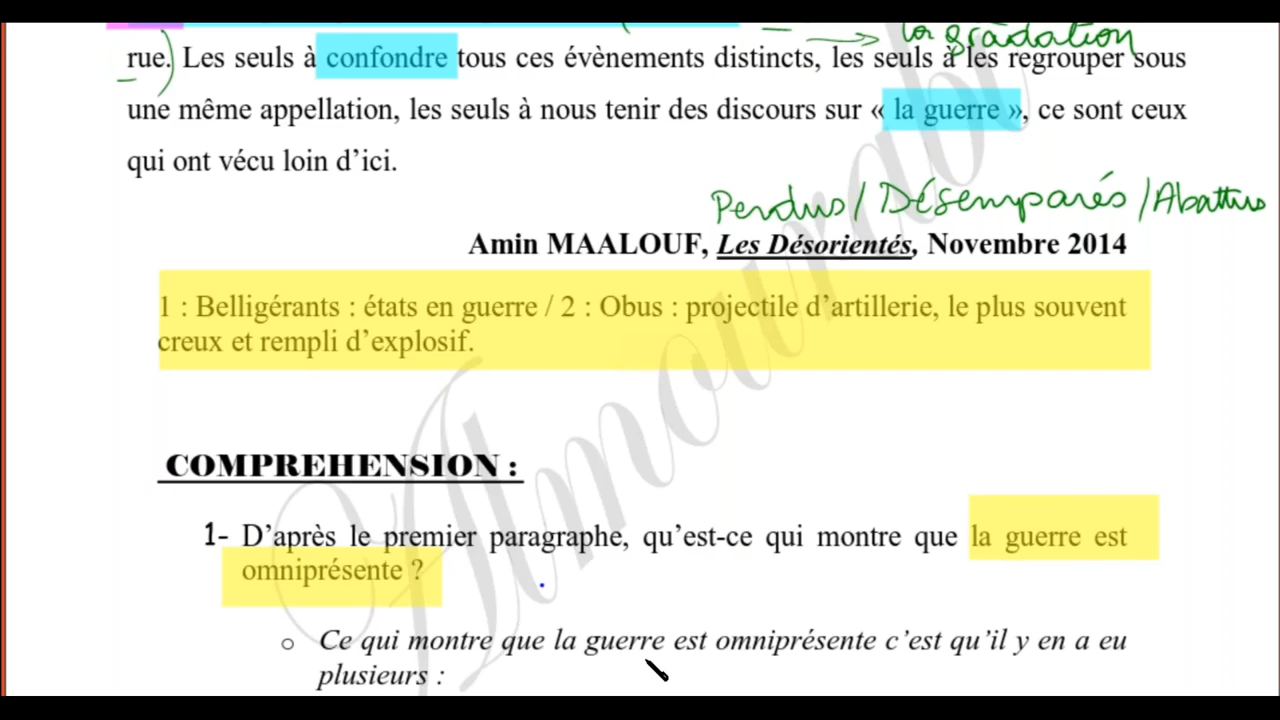 la gradation
rue.) Les seuls à confondre tous ces évènements distincts, les seuls à les regrouper sous
une même appellation, les seuls à nous tenir des discours sur « la guerre », ce sont ceux
qui ont vécu loin d’ici.
Perdus / Désemparés / Abattus
Amin MAALOUF, Les Désorientés, Novembre 2014
1 : Belligérants : états en guerre / 2 : Obus : projectile d’artillerie, le plus souvent
creux et rempli d’explosif.
COMPREHENSION :
1- D’après le premier paragraphe, qu’est-ce qui montre que la guerre est
omniprésente ?
o Ce qui montre que la guerre est omniprésente c’est qu’il y en a eu
plusieurs :
Almourabi